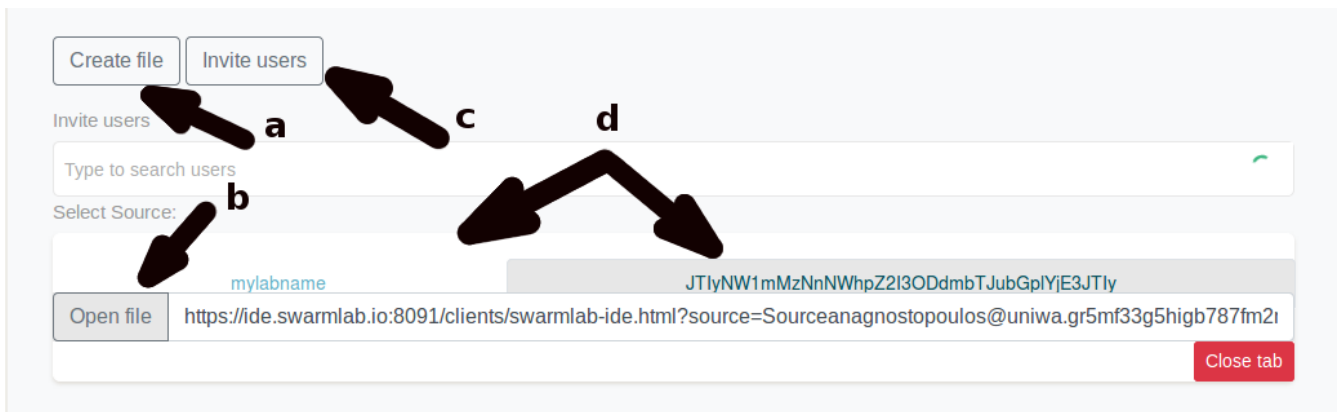 Create file Invite users
a
c
d
Invite users
Type to search users
b
Select Source:
mylabname JTIyNW1mMzNnNWhpZ2I3ODdmbTJubGplYjE3JTIy
Open file https://ide.swarmlab.io:8091/clients/swarmlab-ide.html?source=Sourceanagnostopoulos@uniwa.gr5mf33g5higb787fm2
Close tab